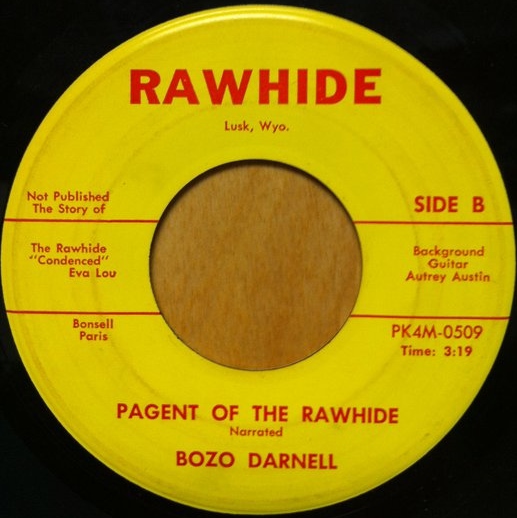 RAWHIDE
Lusk, Wyo.
Not Published
The Story of
SIDE B
The Rawhide
"Condenced"
Eva Lou
Background
Guitar
Autrey Austin
Bonsell
Paris
PK4M-0509
Time: 3:19
PAGENT OF THE RAWHIDE
Narrated
BOZO DARNELL